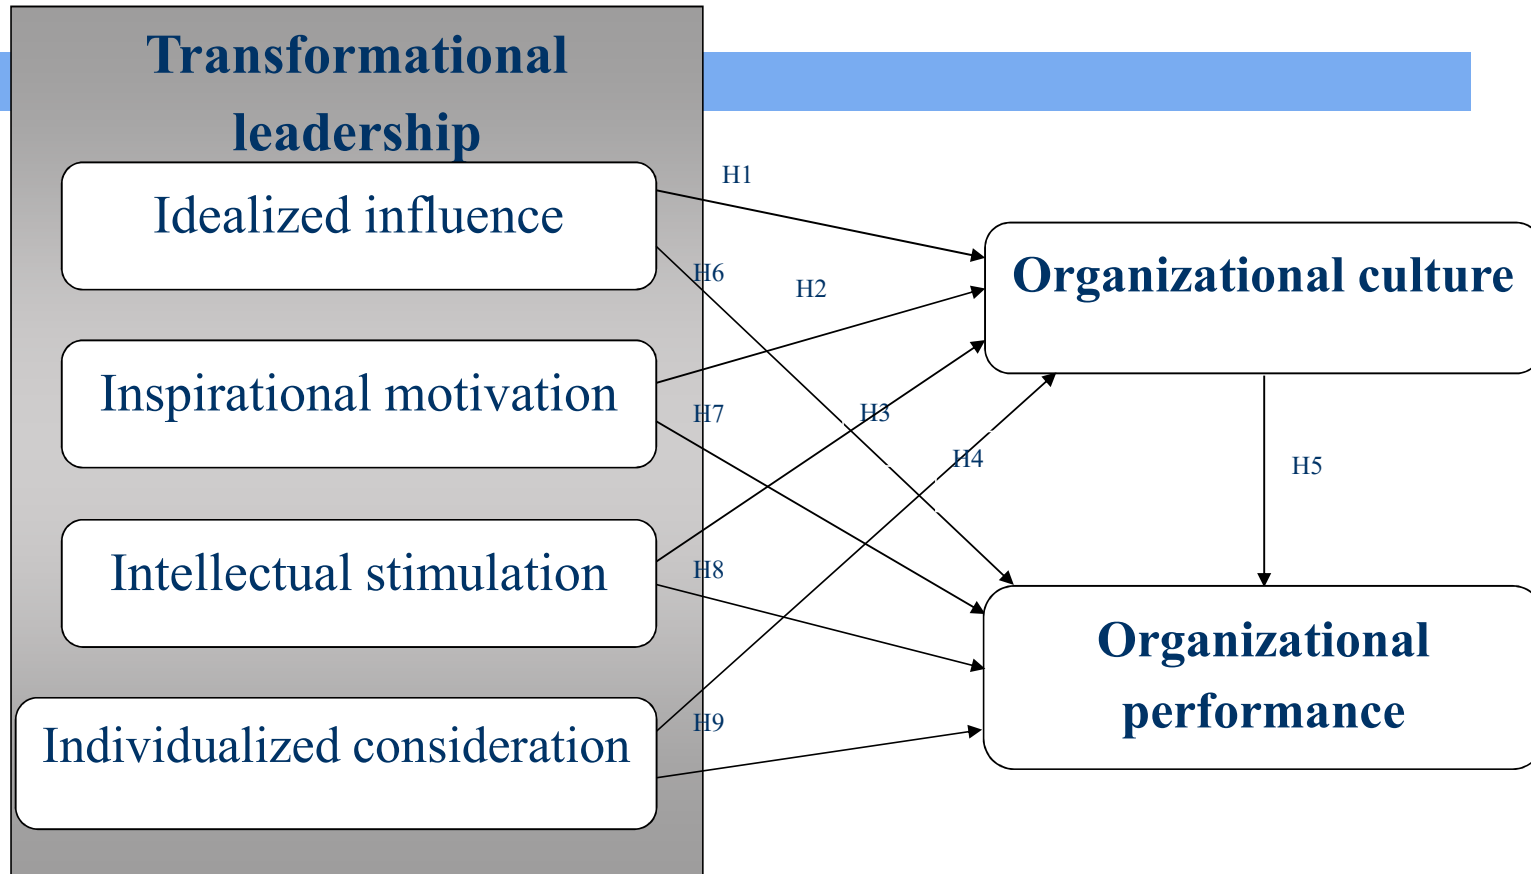 Transformational
leadership
Idealized influence
Inspirational motivation
Intellectual stimulation
Individualized consideration
H1
H6
H2
H7
H3
H4
H5
H8
H9
Organizational culture
Organizational
performance